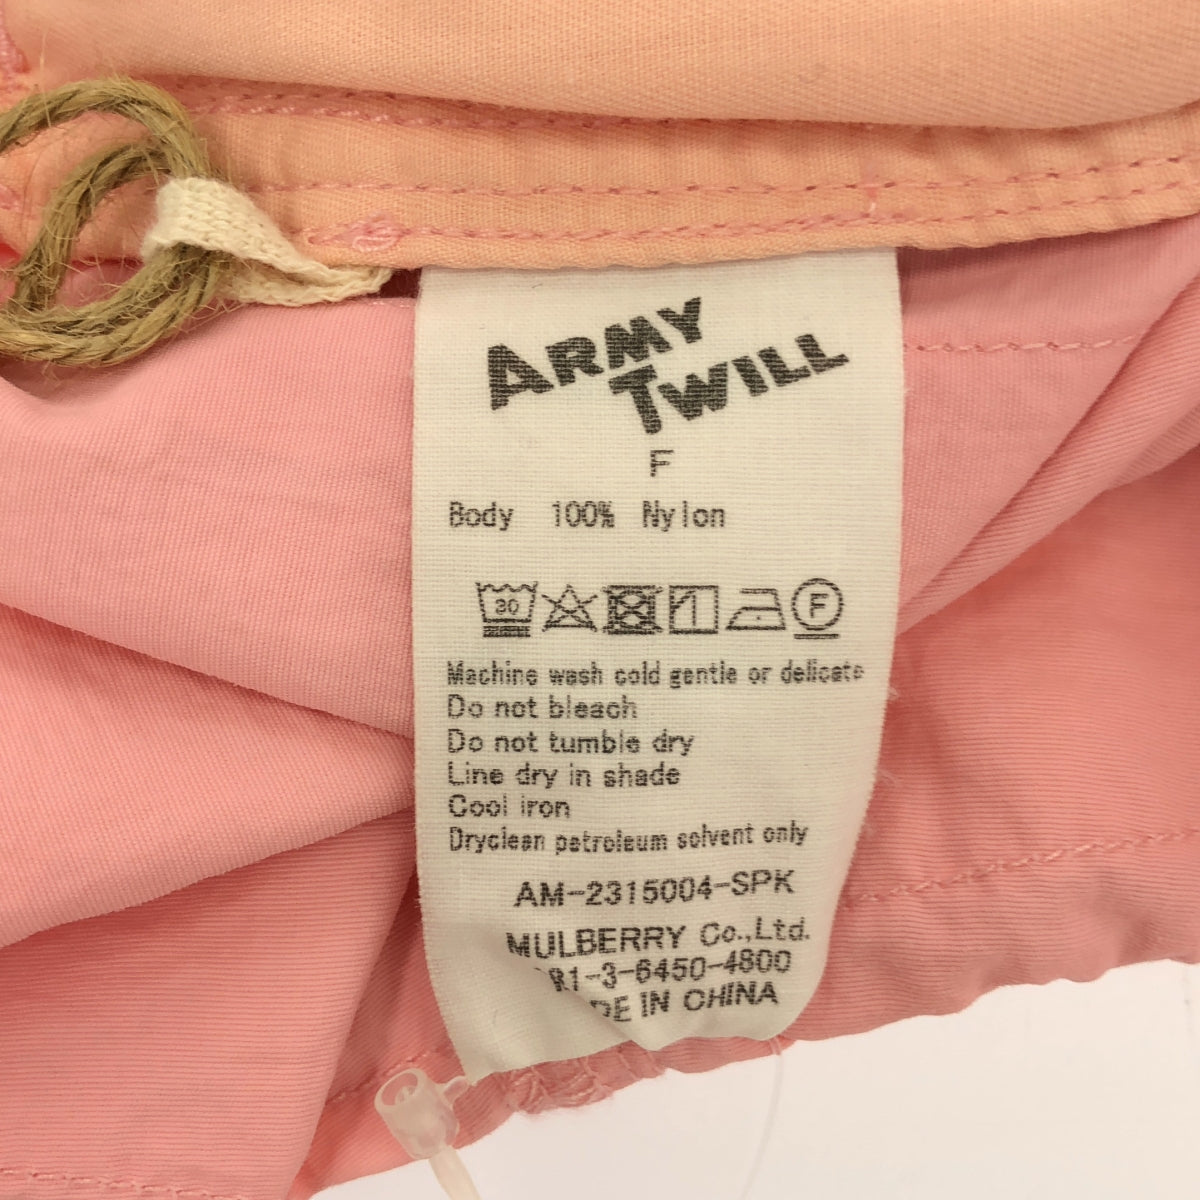 ARMY
TWILL
F
Body 100% Nylon
30 F
Machine wash cold gentle or delicate
Do not bleach
Do not tumble dry
Line dry in shade
Cool iron
Dryclean petroleum solvent only
AM-2315004-SPK
MULBERRY Co.,Ltd.
81-3-6450-4800
DE IN CHINA